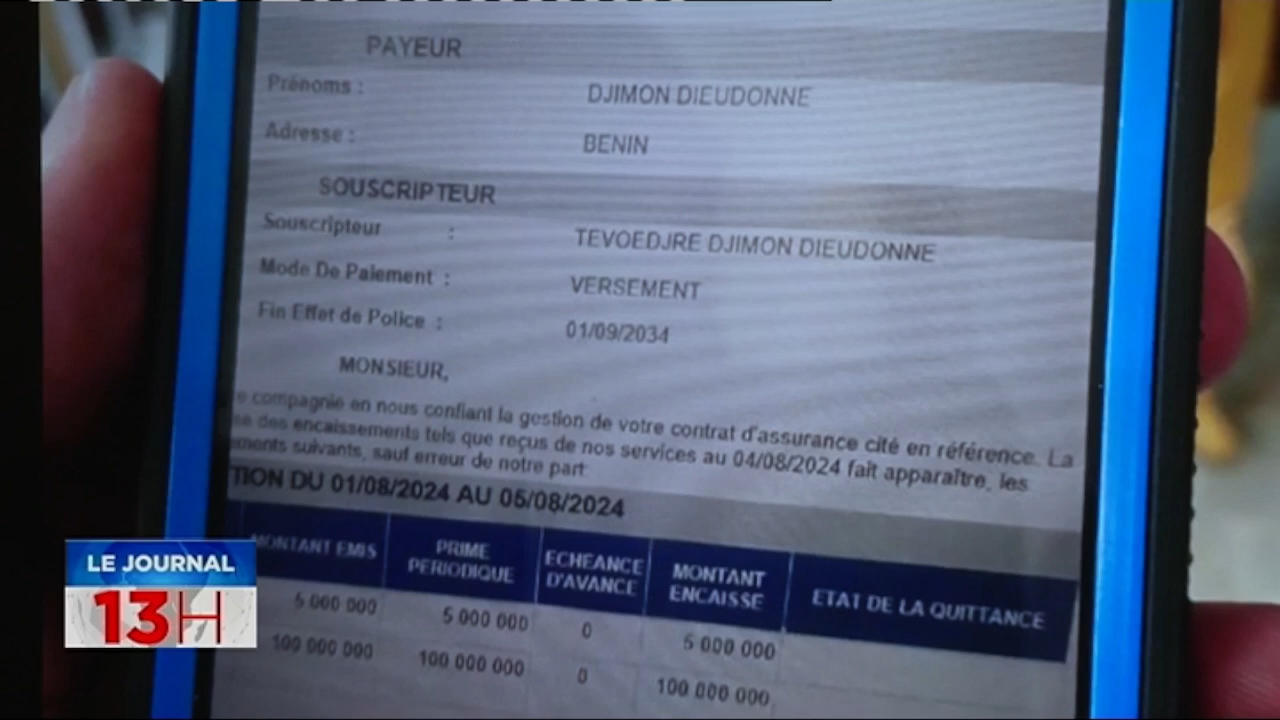 PAYEUR
Prénoms : DJIMON DIEUDONNE
Adresse : BENIN
SOUSCRIPTEUR
Souscripteur : TEVOEDJRE DJIMON DIEUDONNE
Mode De Paiement : VERSEMENT
Fin Effet de Police : 01/09/2034
MONSIEUR,
compagnie en nous confiant la gestion de votre contrat d'assurance cité en référence. La
des encaissements tels que reçus de nos services au 04/08/2024 fait apparaître, les
ments suivants, sauf erreur de notre part
TION DU 01/08/2024 AU 05/08/2024
MONTANT EMIS PRIME PERIODIQUE ECHEANCE D'AVANCE MONTANT ENCAISSE ETAT DE LA QUITTANCE
5 000 000 5 000 000 0 5 000 000
100 000 000 100 000 000 0 100 000 000
LE JOURNAL
13H